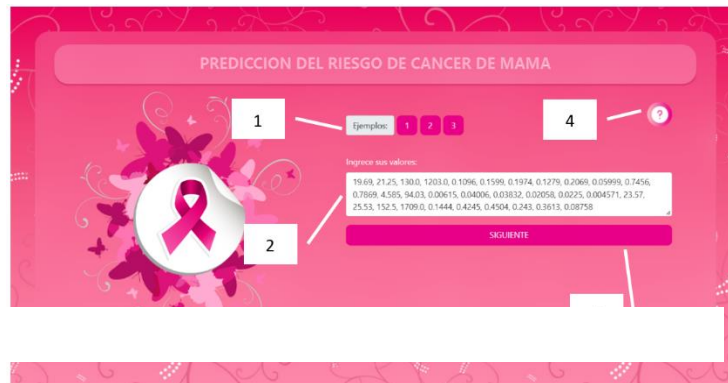 PREDICCION DEL RIESGO DE CANCER DE MAMA
1
Ejemplos: 1 2 3
4
?
Ingrese sus valores:
19.69, 21.25, 130.0, 1203.0, 0.1096, 0.1599, 0.1974, 0.1279, 0.2069, 0.05999, 0.7456,
0.7869, 4.585, 94.03, 0.00615, 0.04006, 0.03832, 0.02058, 0.0225, 0.004571, 23.57,
25.53, 152.5, 1709.0, 0.1444, 0.4245, 0.4504, 0.243, 0.3613, 0.08758
2
SIGUIENTE